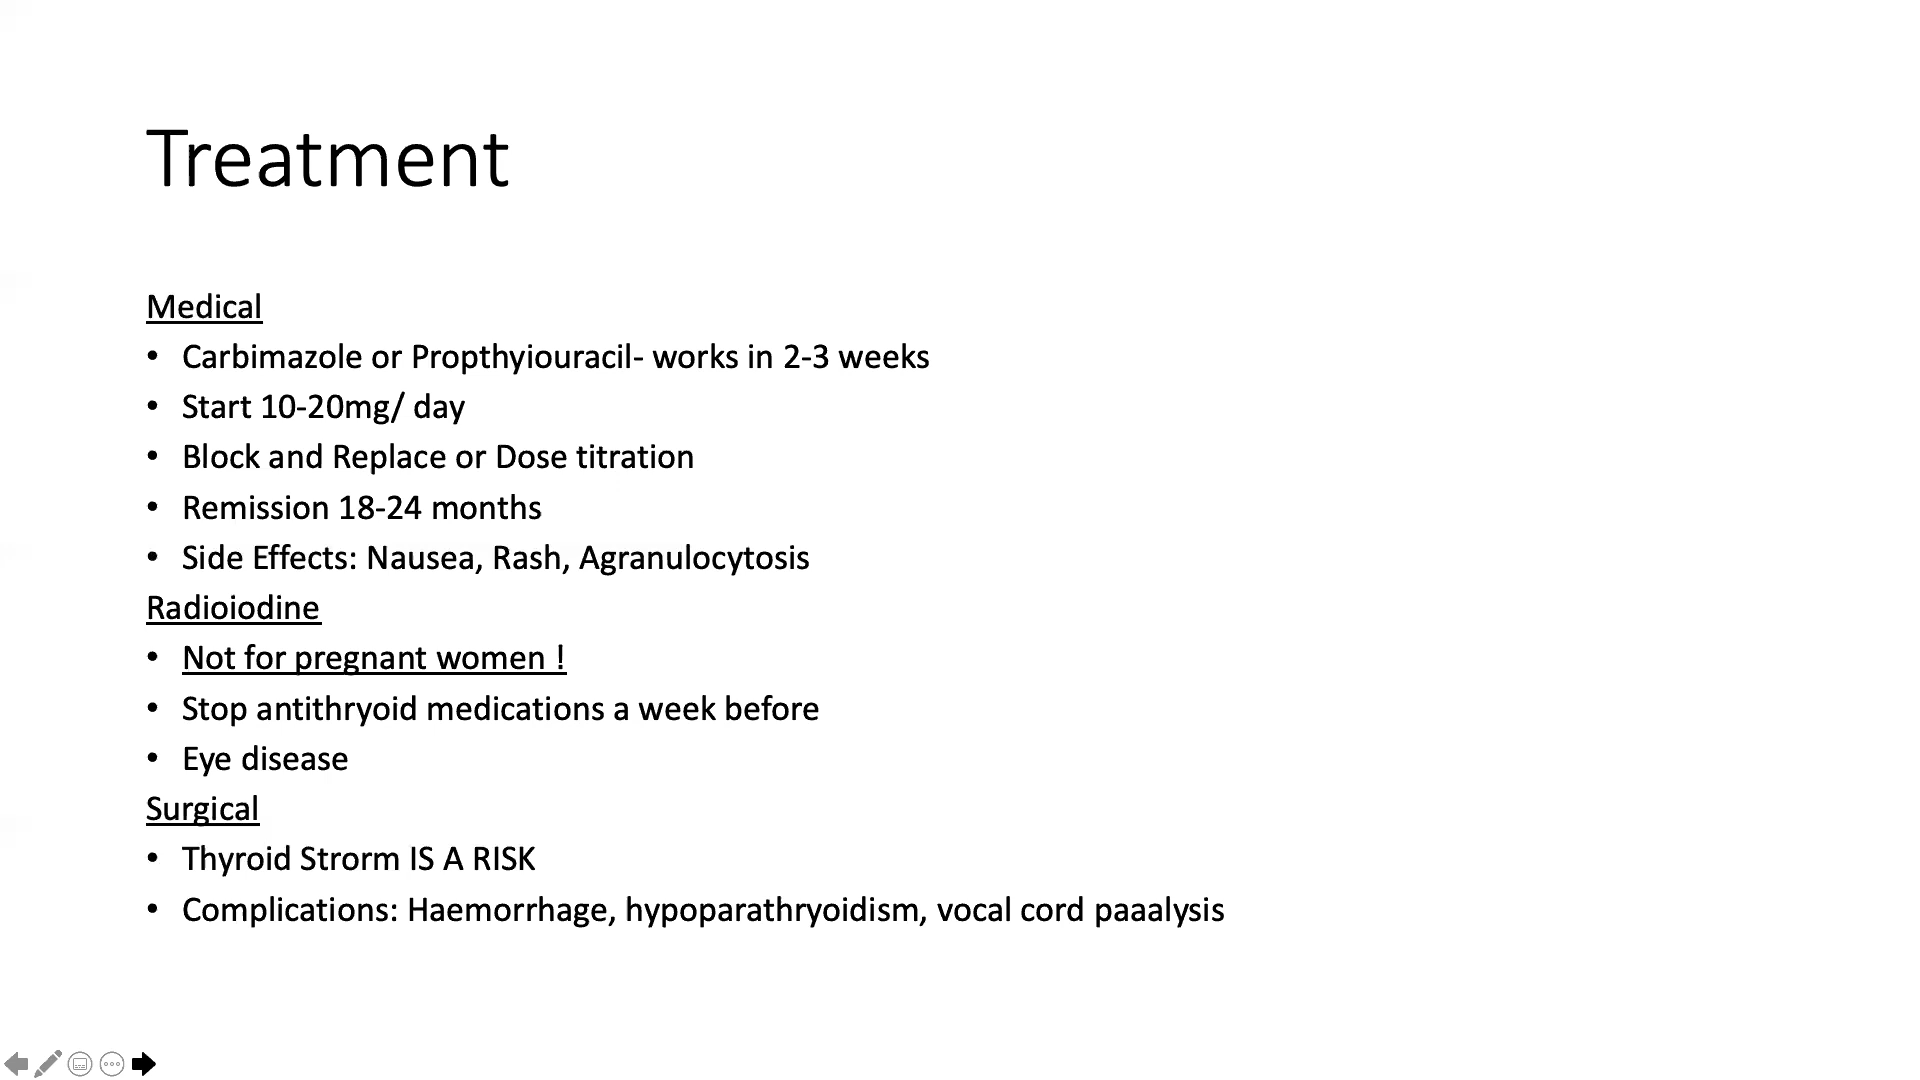 Treatment
Medical
• Carbimazole or Propthyiouracil- works in 2-3 weeks
• Start 10-20mg/ day
• Block and Replace or Dose titration
• Remission 18-24 months
• Side Effects: Nausea, Rash, Agranulocytosis
Radioiodine
• Not for pregnant women !
• Stop antithryoid medications a week before
• Eye disease
Surgical
• Thyroid Strorm IS A RISK
• Complications: Haemorrhage, hypoparathryoidism, vocal cord paaalysis